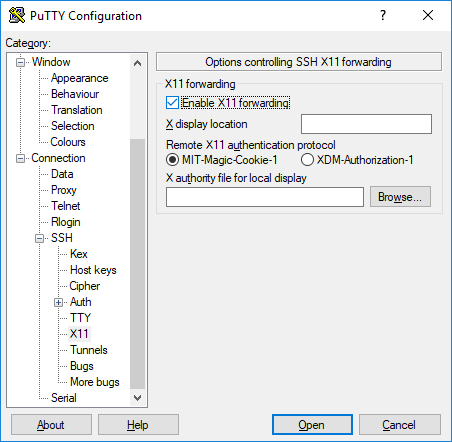 PuTTY Configuration
?
Category:
Window
Appearance
Behaviour
Translation
Selection
Colours
Connection
Data
Proxy
Telnet
Rlogin
SSH
Kex
Host keys
Cipher
Auth
TTY
X11
Tunnels
Bugs
More bugs
Serial
Options controlling SSH X11 forwarding
X11 forwarding
Enable X11 forwarding
X display location
Remote X11 authentication protocol
MIT-Magic-Cookie-1 XDM-Authorization-1
X authority file for local display
Browse...
About Help Open Cancel